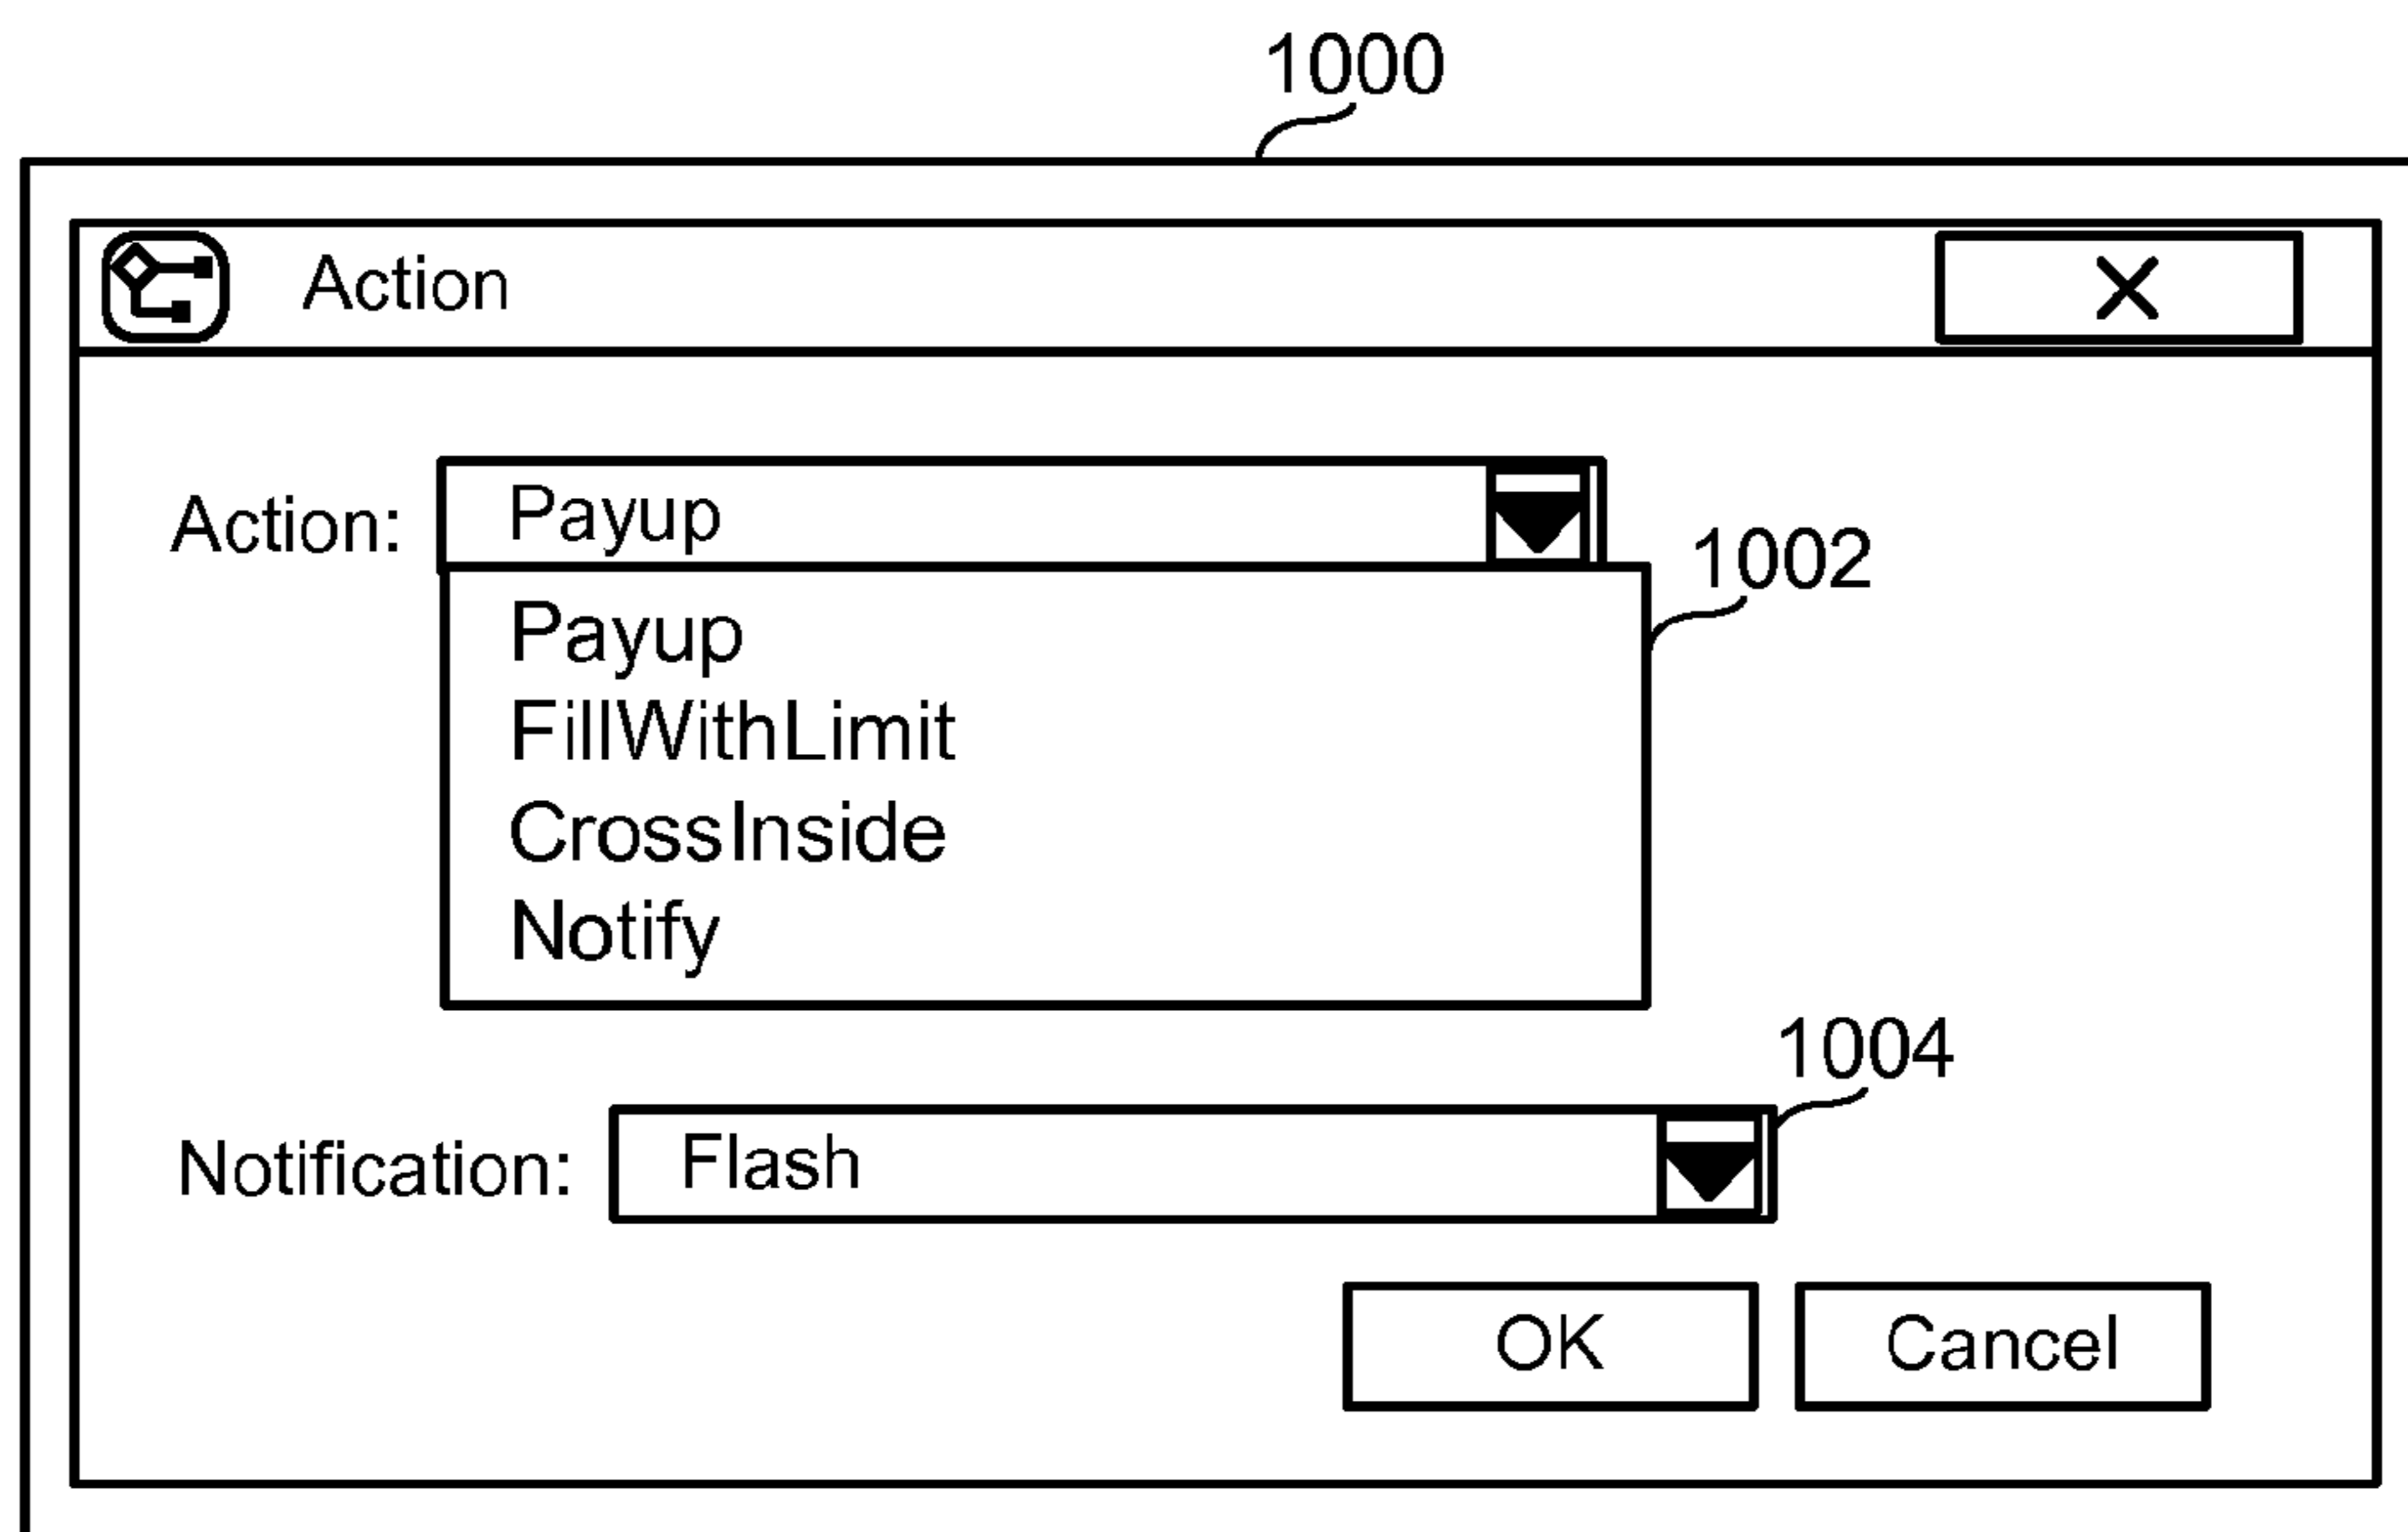 1000
Action
Action: Payup
1002
Payup
FillWithLimit
CrossInside
Notify
1004
Notification: Flash
OK Cancel